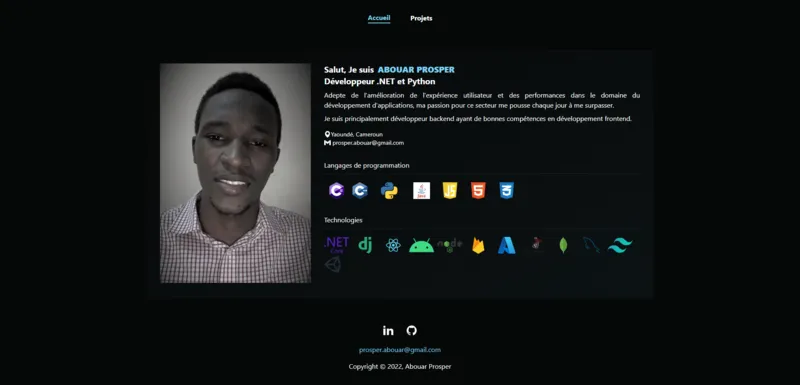 Accueil
Projets
Salut, Je suis ABOUAR PROSPER
Développeur .NET et Python
Adepte de l'amélioration de l'expérience utilisateur et des performances dans le domaine du
développement d'applications, ma passion pour ce secteur me pousse chaque jour à me surpasser.
Je suis principalement développeur backend ayant de bonnes compétences en développement frontend.
Yaoundé, Cameroun
prosper.abouar@gmail.com
Langages de programmation
Technologies
.NET
dj
node
prosper.abouar@gmail.com
Copyright © 2022, Abouar Prosper